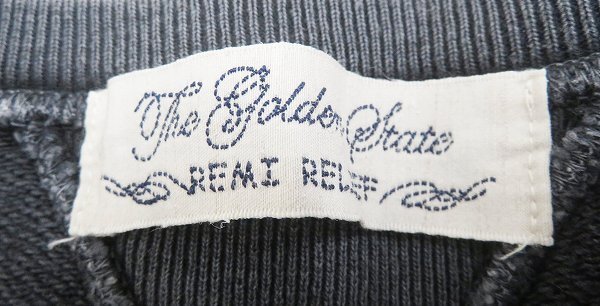 The Golden State
REMI RELIEF